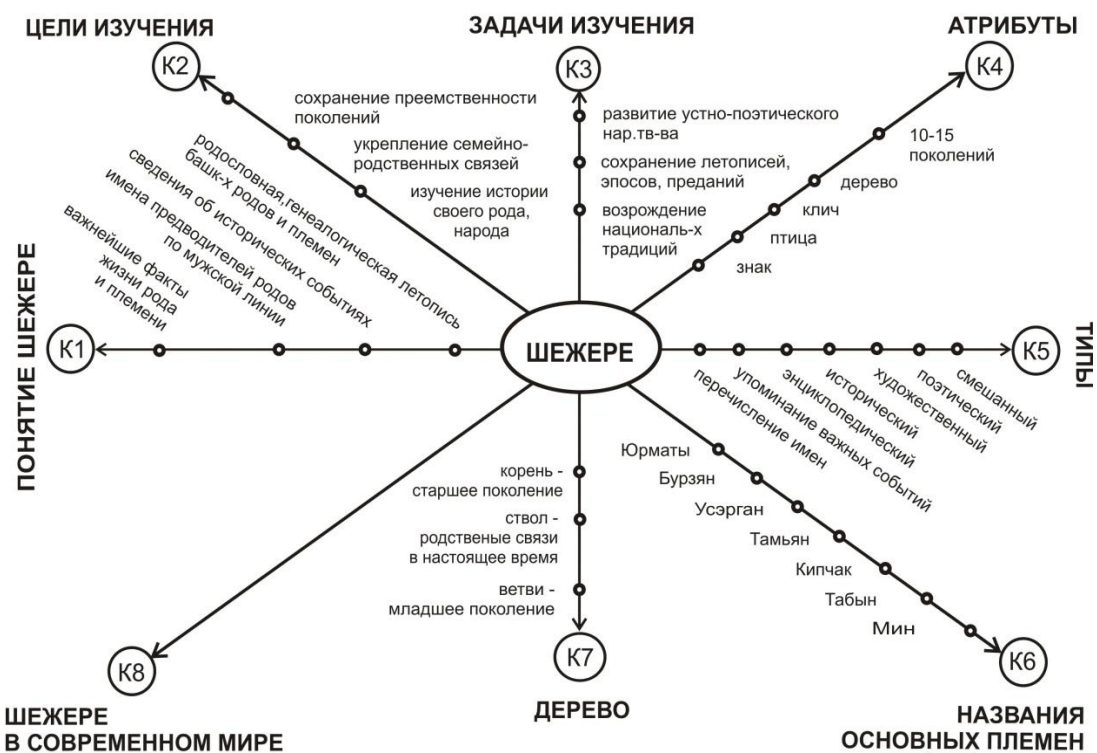 ЦЕЛИ ИЗУЧЕНИЯ
К2
сохранение преемственности
поколений
укрепление семейно-
родственных связей
изучение истории
своего рода,
народа
ЗАДАЧИ ИЗУЧЕНИЯ
К3
развитие устно-поэтического
нар.тв-ва
сохранение летописей,
эпосов, преданий
возрождение
националь-х
традиций
АТРИБУТЫ
К4
10-15
поколений
дерево
клич
птица
знак
ПОНЯТИЕ ШЕЖЕРЕ
К1
важнейшие факты
жизни рода
и племени
имена предводителей родов
по мужской линии
сведения об исторических событиях
родословная,генеалогическая летопись
башк-х родов и племен
ШЕЖЕРЕ
К5
ТИПЫ
перечисление имен
упоминание важных событий
энциклопедический
исторический
художественный
поэтический
смешанный
корень -
старшее поколение
ствол -
родственые связи
в настоящее время
ветви -
младшее поколение
К7
ДЕРЕВО
Юрматы
Бурзян
Усэрган
Тамьян
Кипчак
Табын
Мин
К6
НАЗВАНИЯ
ОСНОВНЫХ ПЛЕМЕН
К8
ШЕЖЕРЕ
В СОВРЕМЕННОМ МИРЕ